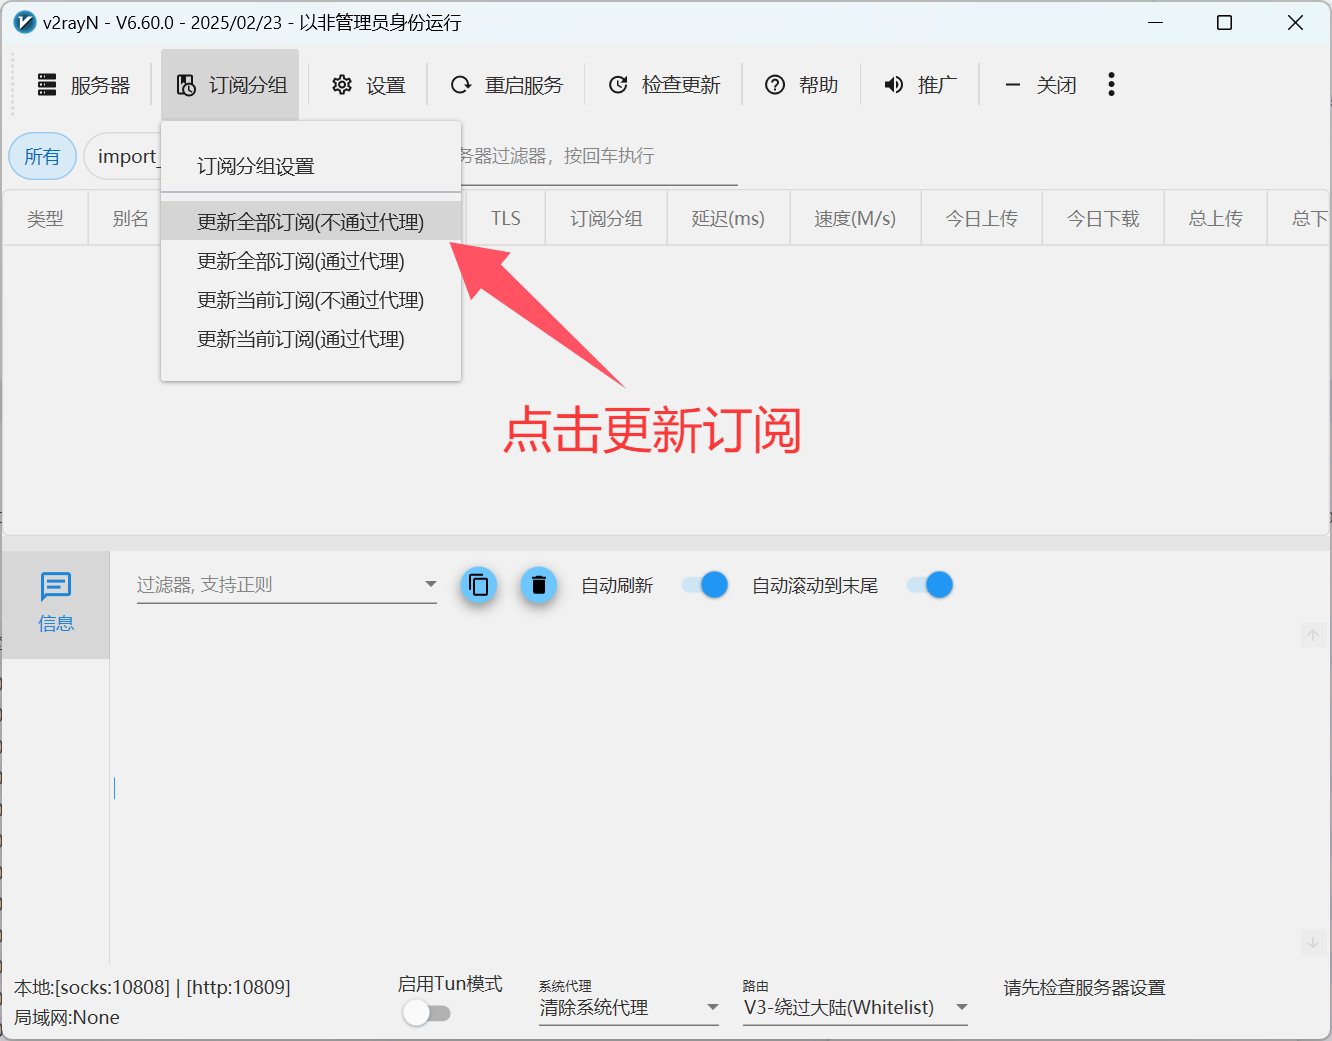 v2rayN - V6.60.0 - 2025/02/23 - 以非管理员身份运行
服务器
订阅分组
设置
重启服务
检查更新
帮助
推广
关闭
所有
import_
订阅分组设置
务器过滤器，按回车执行
更新全部订阅(不通过代理)
更新全部订阅(通过代理)
更新当前订阅(不通过代理)
更新当前订阅(通过代理)
类型
别名
TLS
订阅分组
延迟(ms)
速度(M/s)
今日上传
今日下载
总上传
总下
点击更新订阅
信息
过滤器, 支持正则
自动刷新
自动滚动到末尾
本地:[socks:10808] | [http:10809]
局域网:None
启用Tun模式
系统代理
清除系统代理
路由
V3-绕过大陆(Whitelist)
请先检查服务器设置